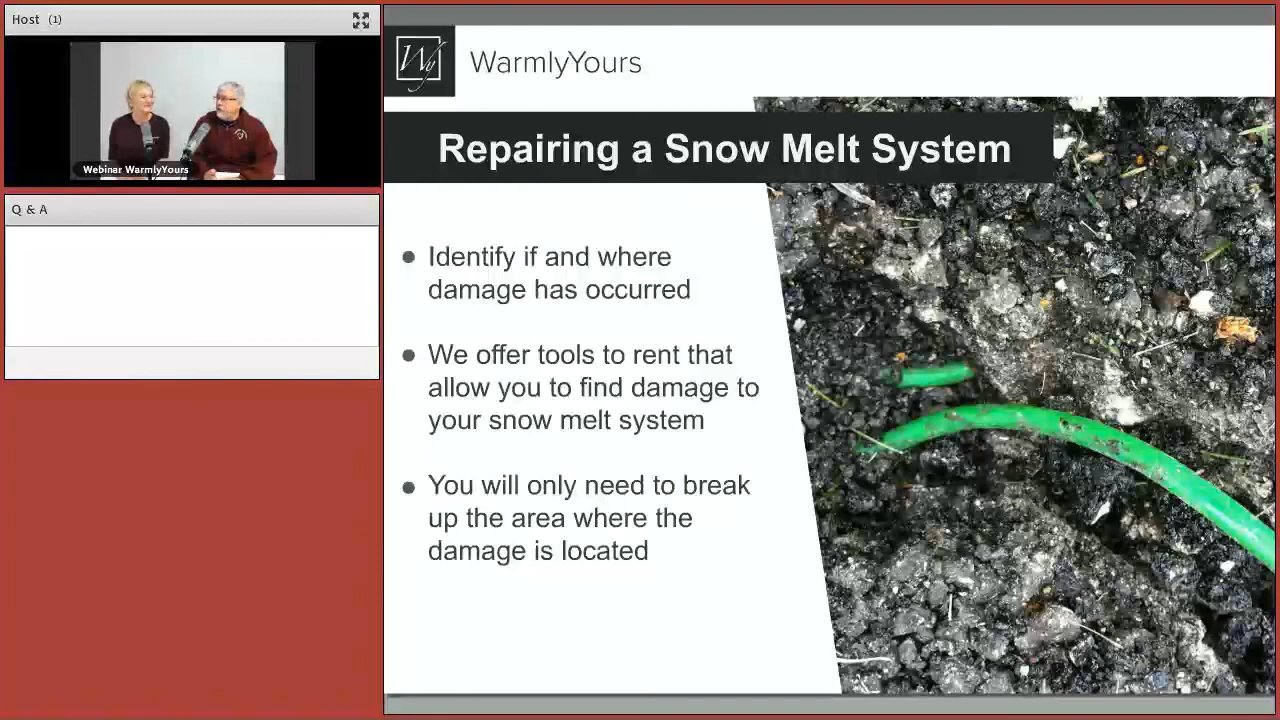 Host (1)
Webinar WarmlyYours
Q & A
Wy WarmlyYours
Repairing a Snow Melt System
● Identify if and where
damage has occurred
● We offer tools to rent that
allow you to find damage to
your snow melt system
● You will only need to break
up the area where the
damage is located